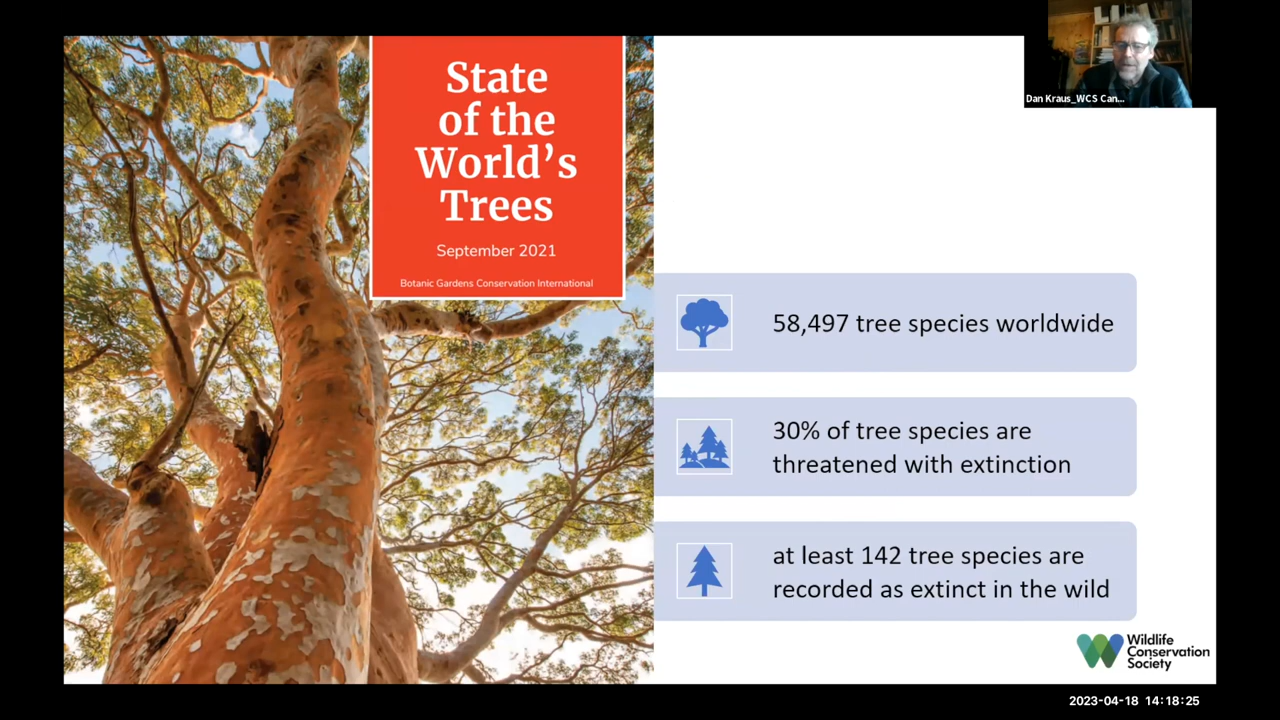 State
of the
World's
Trees
September 2021
Botanic Gardens Conservation International
Dan Kraus_WCS Can...
58,497 tree species worldwide
30% of tree species are
threatened with extinction
at least 142 tree species are
recorded as extinct in the wild
Wildlife
Conservation
Society
2023-04-18 14:18:25